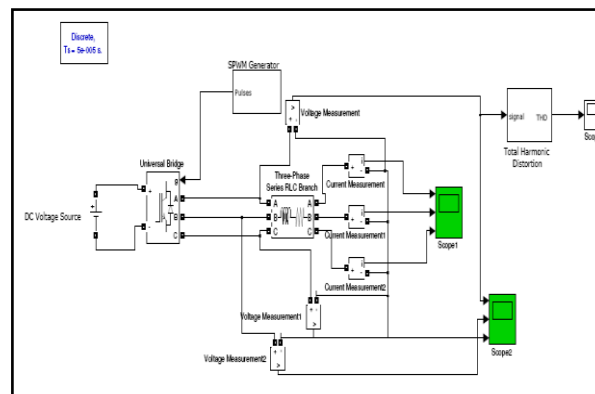 Discrete,
Ts = 5e-005 s.
SPWM Generator
Pulses
Voltage Measurement
signal
THD
Total Harmonic
Distortion
Universal Bridge
g
A
B
C
+
-
DC Voltage Source
Three-Phase
Series RLC Branch
A
B
C
A
B
C
Current Measurement
Current Measurement1
Current Measurement2
Scope1
Voltage Measurement1
Voltage Measurement2
Scope2